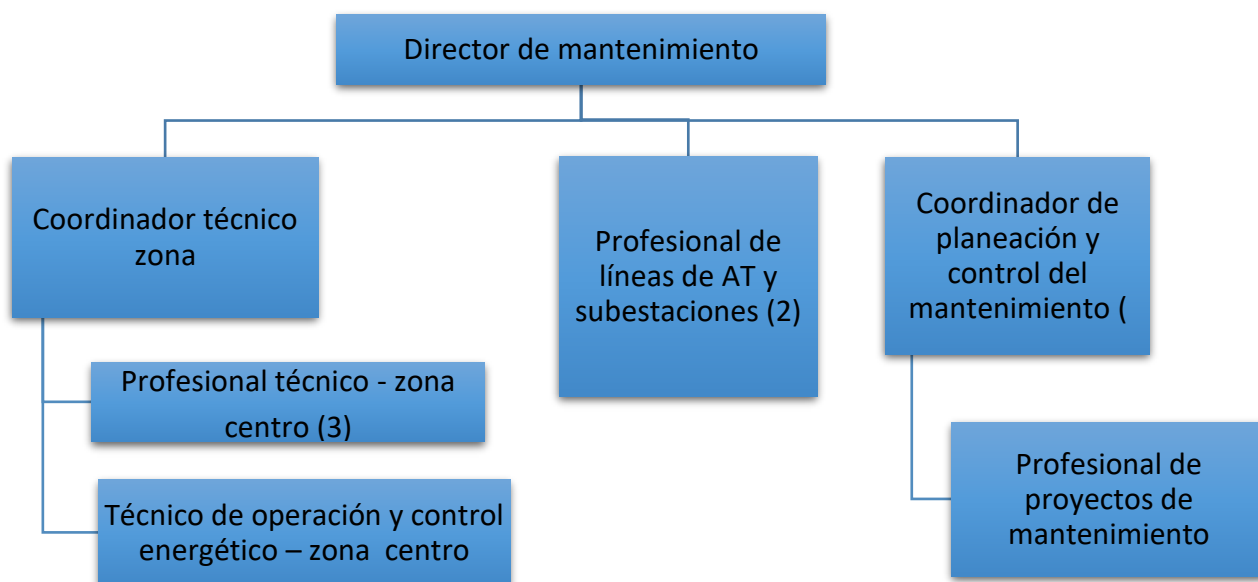 Director de mantenimiento
Coordinador técnico
zona
Profesional de
líneas de AT y
subestaciones (2)
Coordinador de
planeación y
control del
mantenimiento (
Profesional técnico - zona
centro (3)
Técnico de operación y control
energético – zona centro
Profesional de
proyectos de
mantenimiento